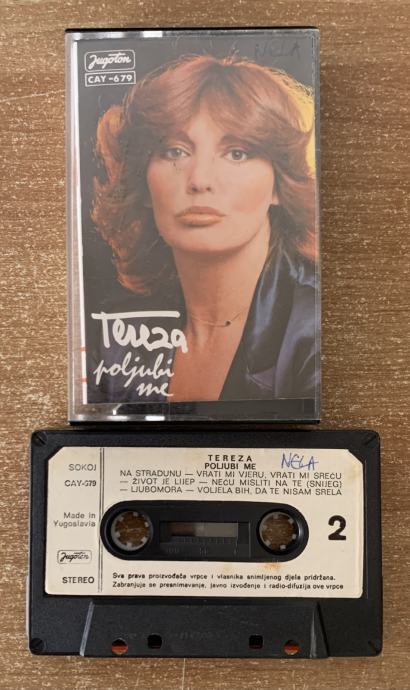 Jugoton
CAY-679
NELA
Tereza
poljubi
me
TEREZA
POLJUBI ME
NELA
SOKOJ
CAY-679
NA STRADUNU — VRATI MI VJERU, VRATI MI SREĆU
— ŽIVOT JE LIJEP — NEĆU MISLITI NA TE (SNIJEG)
— LJUBOMORA — VOLJELA BIH, DA TE NISAM SRELA
Made in
Yugoslavia
2
Jugoton
STEREO
Sva prava proizvođača vrpce i vlasnika snimljenog djela pridržana.
Zabranjuje se presnimavanje, javno izvođenje i radio-difuzija ove vrpce